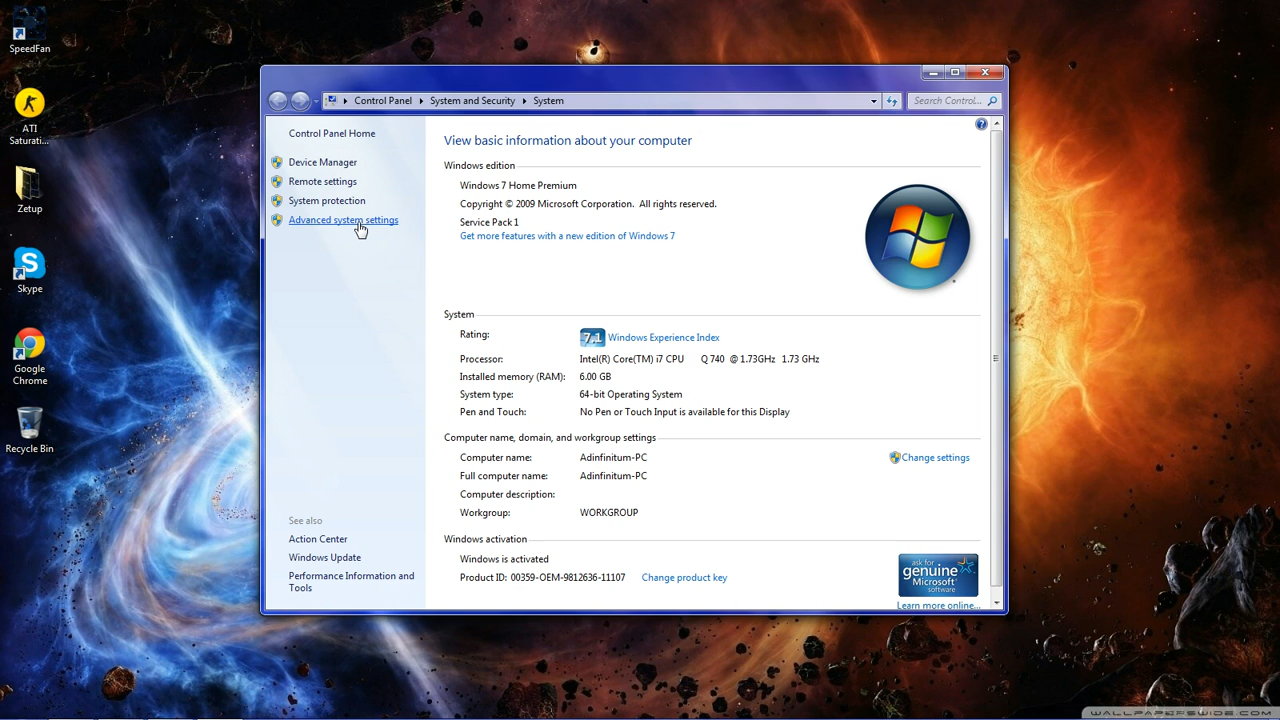 SpeedFan
ATI
Saturati...
Zetup
Skype
Google
Chrome
Recycle Bin
Control Panel
System and Security
System
Search Control...
Control Panel Home
Device Manager
Remote settings
System protection
Advanced system settings
See also
Action Center
Windows Update
Performance Information and
Tools
View basic information about your computer
Windows edition
Windows 7 Home Premium
Copyright © 2009 Microsoft Corporation. All rights reserved.
Service Pack 1
Get more features with a new edition of Windows 7
System
Rating: 7.1 Windows Experience Index
Processor: Intel(R) Core(TM) i7 CPU Q 740 @ 1.73GHz 1.73 GHz
Installed memory (RAM): 6.00 GB
System type: 64-bit Operating System
Pen and Touch: No Pen or Touch Input is available for this Display
Computer name, domain, and workgroup settings
Computer name: Adinfinitum-PC
Change settings
Full computer name: Adinfinitum-PC
Computer description:
Workgroup: WORKGROUP
Windows activation
Windows is activated
Product ID: 00359-OEM-9812636-11107 Change product key
ask for
genuine
Microsoft
software
Learn more online...
WALLPAPERSWIDE.COM